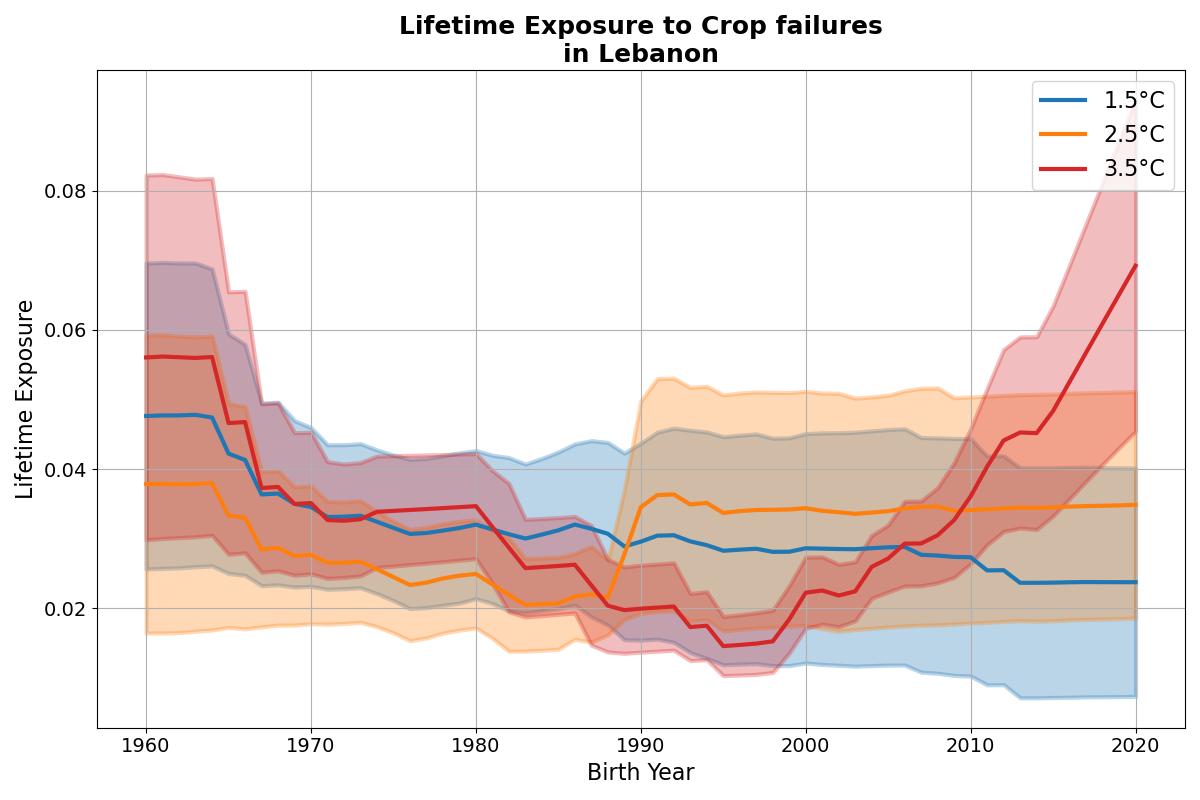 Lifetime Exposure to Crop failures
in Lebanon
1.5°C
2.5°C
3.5°C
Lifetime Exposure
0.08
0.06
0.04
0.02
1960
1970
1980
1990
2000
2010
2020
Birth Year